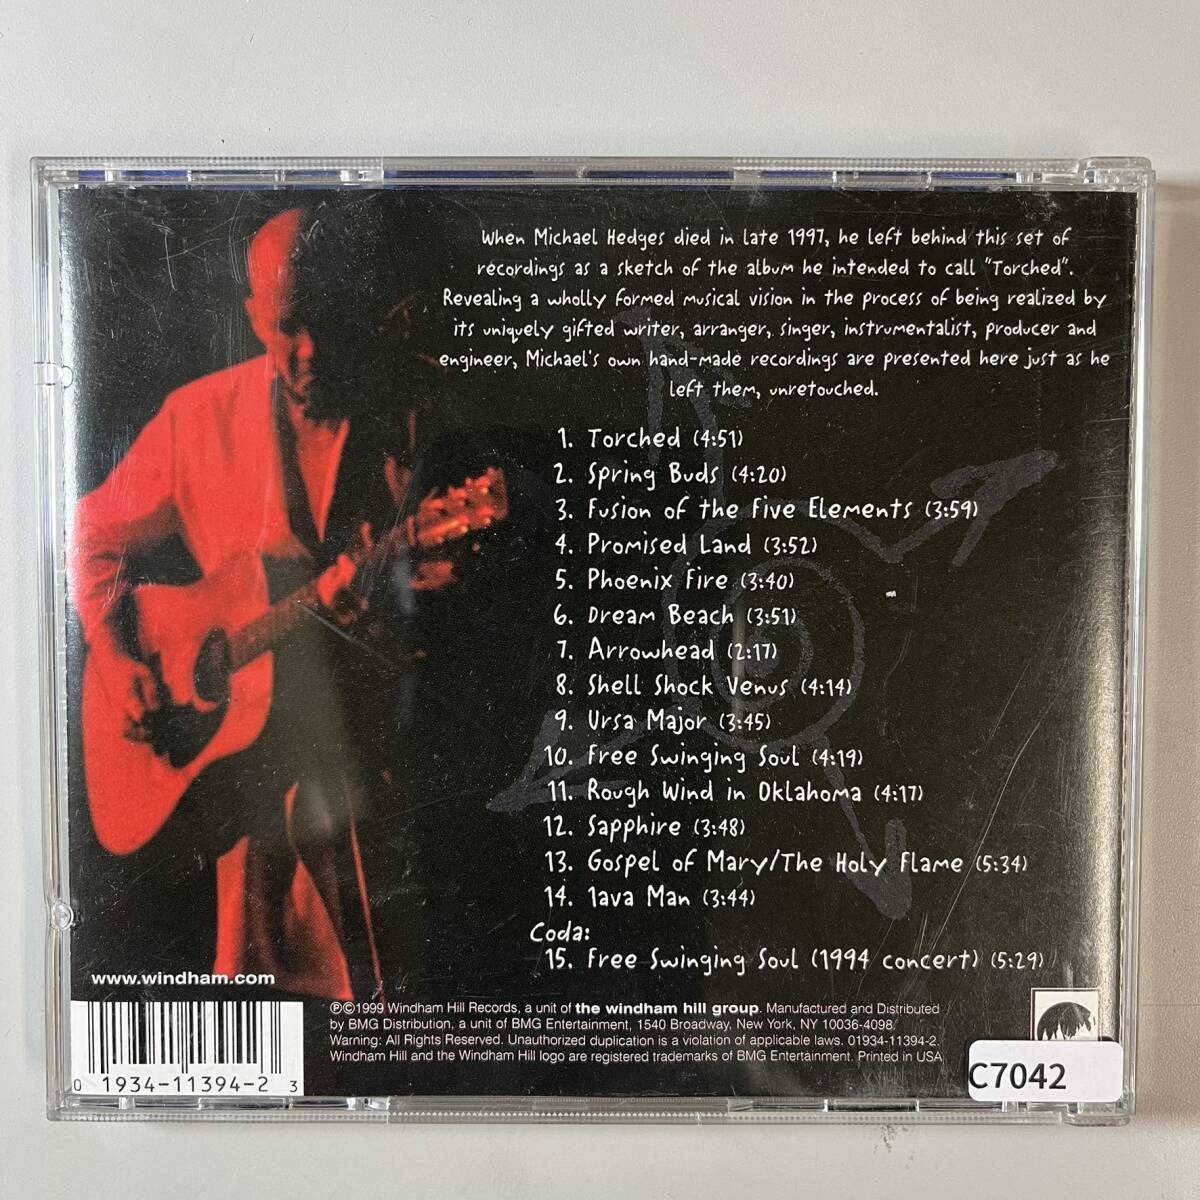 When Michael Hedges died in late 1997, he left behind this set of
recordings as a sketch of the album he intended to call "Torched".
Revealing a wholly formed musical vision in the process of being realized by
its uniquely gifted writer, arranger, singer, instrumentalist, producer and
engineer, Michael's own hand-made recordings are presented here just as he
left them, unretouched.
1. Torched (4:51)
2. Spring Buds (4:20)
3. Fusion of the Five Elements (3:59)
4. Promised Land (3:52)
5. Phoenix Fire (3:40)
6. Dream Beach (3:51)
7. Arrowhead (2:17)
8. Shell Shock Venus (4:14)
9. Ursa Major (3:45)
10. Free Swinging Soul (4:19)
11. Rough Wind in Oklahoma (4:17)
12. Sapphire (3:48)
13. Gospel of Mary/The Holy Flame (5:34)
14. 1ava Man (3:44)
Coda:
15. Free Swinging Soul (1994 concert) (5:29)
www.windham.com
℗©1999 Windham Hill Records, a unit of the windham hill group. Manufactured and Distributed
by BMG Distribution, a unit of BMG Entertainment, 1540 Broadway, New York, NY 10036-4098.
Warning: All Rights Reserved. Unauthorized duplication is a violation of applicable laws. 01934-11394-2.
Windham Hill and the Windham Hill logo are registered trademarks of BMG Entertainment. Printed in USA
0 1934-11394-2 3
C7042